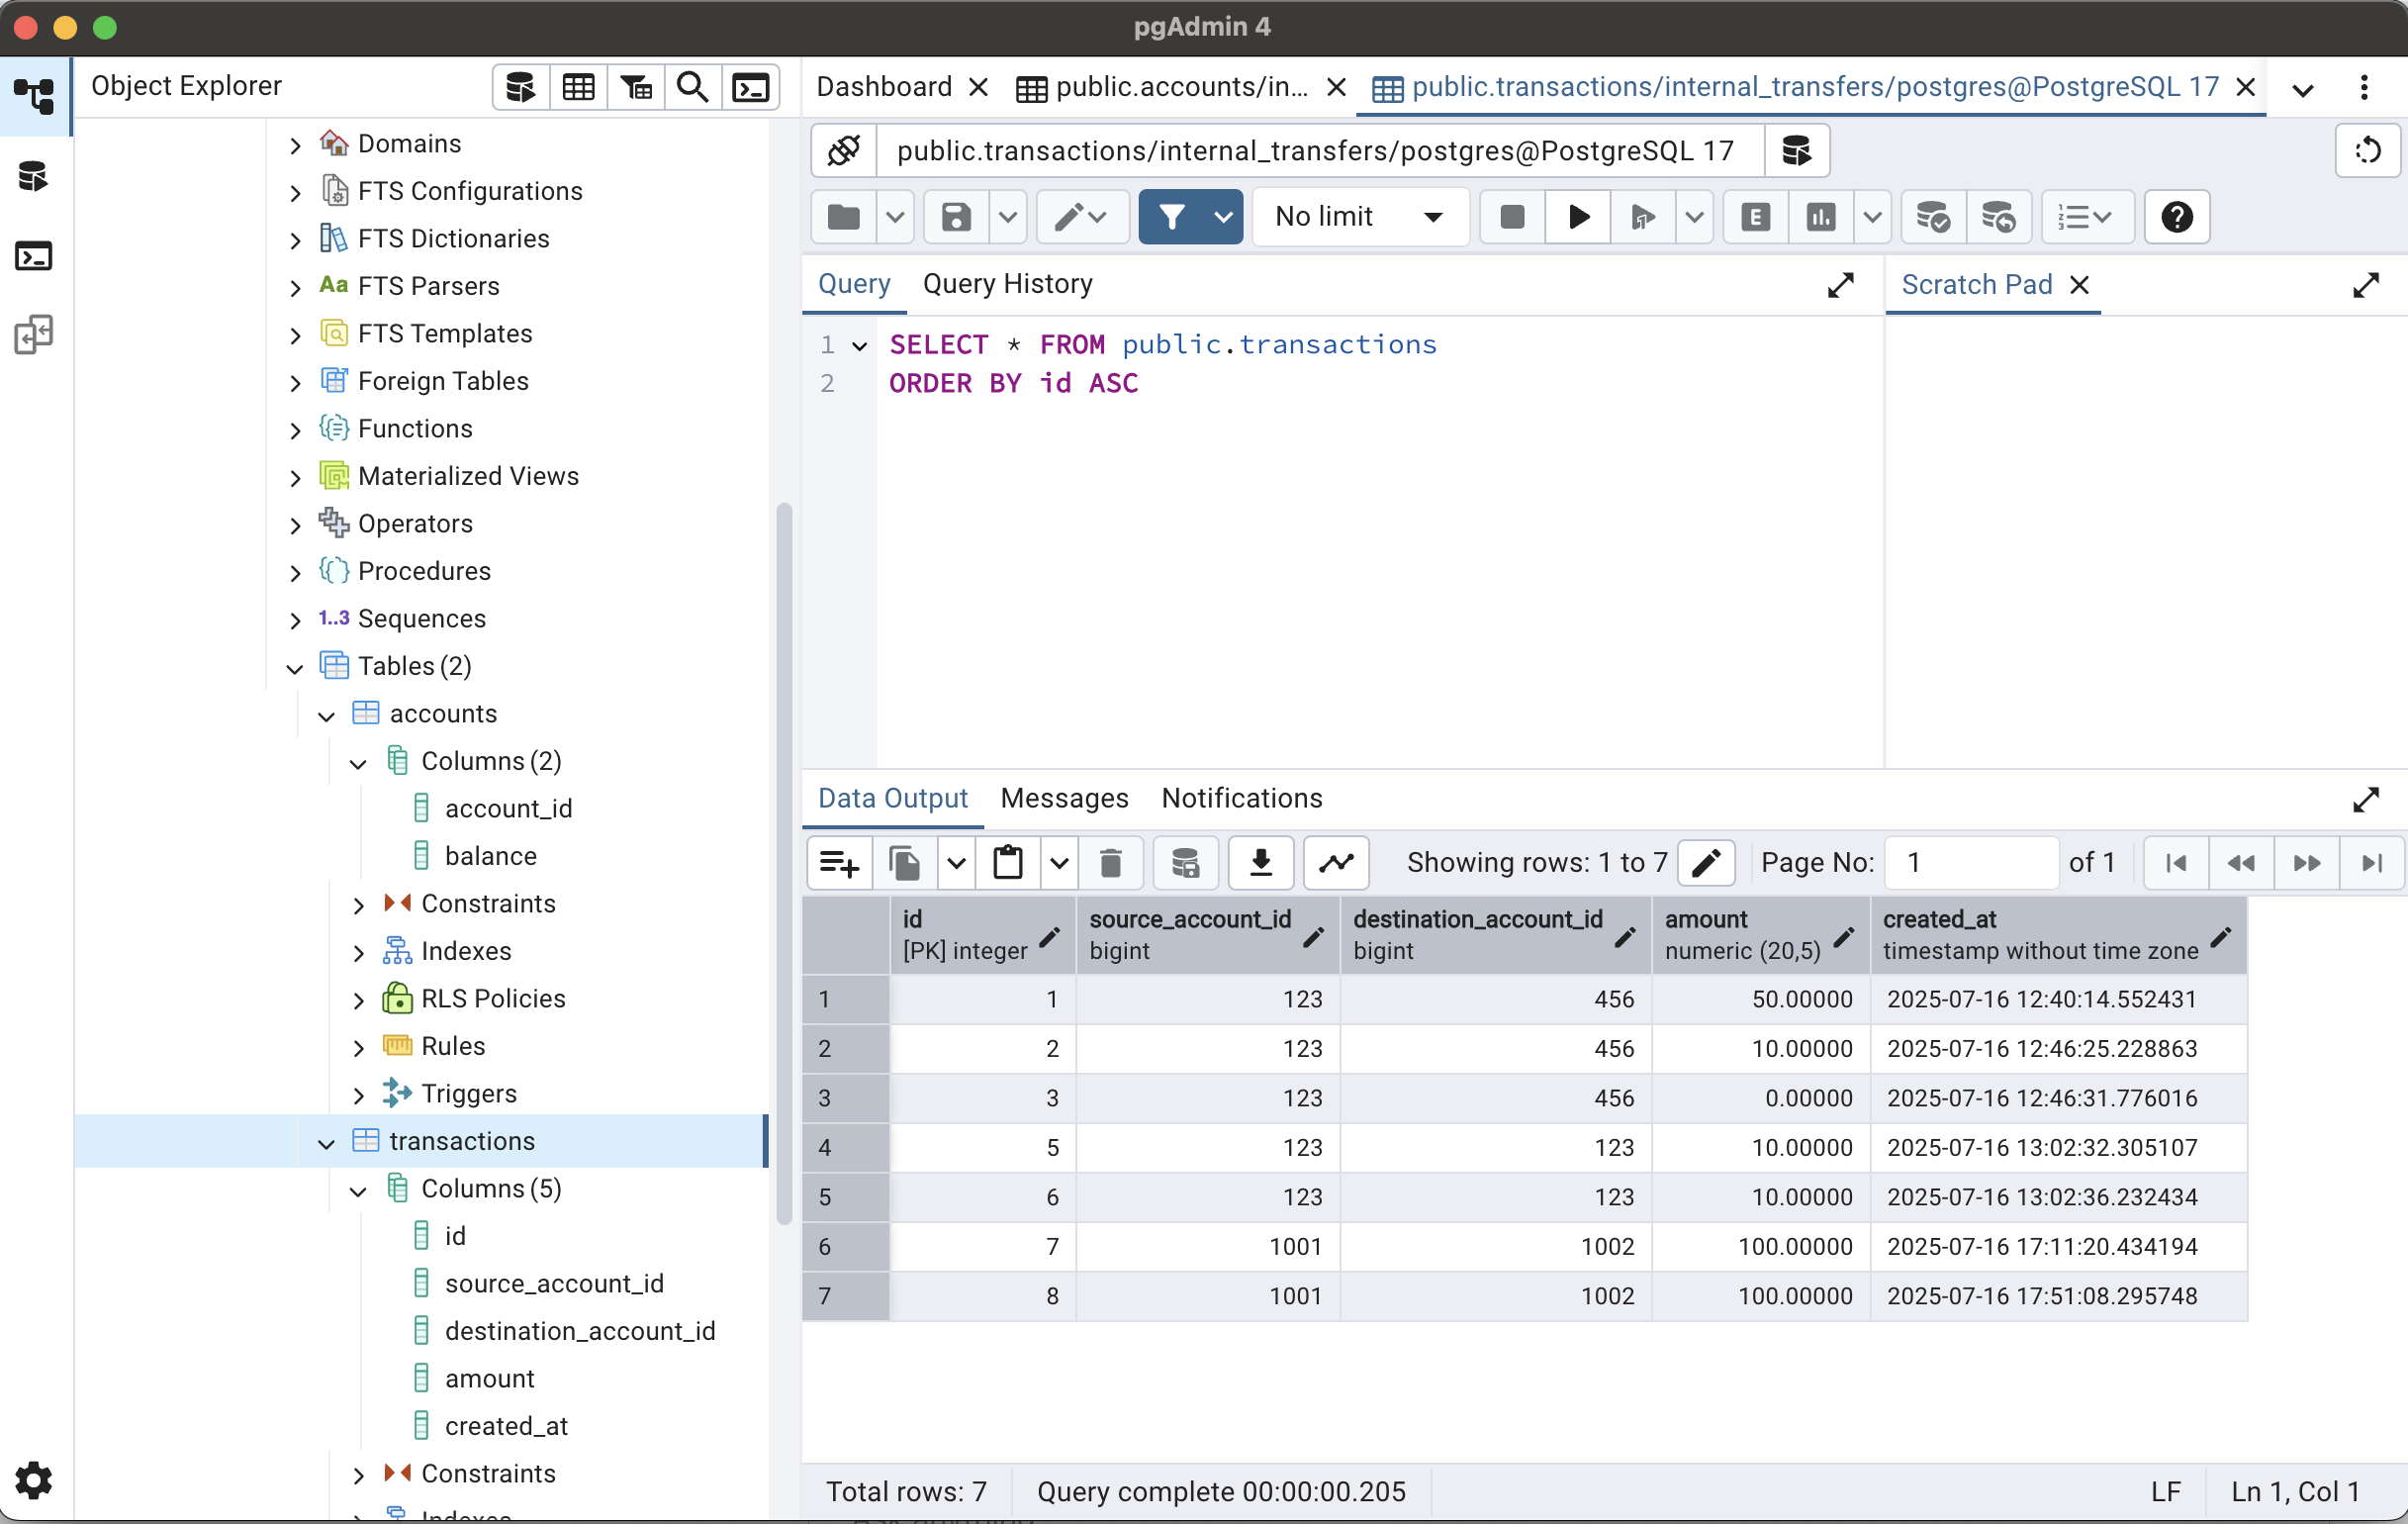 pgAdmin 4
Object Explorer
Domains
FTS Configurations
FTS Dictionaries
Aa FTS Parsers
FTS Templates
Foreign Tables
Functions
Materialized Views
Operators
Procedures
1..3 Sequences
Tables (2)
accounts
Columns (2)
account_id
balance
Constraints
Indexes
RLS Policies
Rules
Triggers
transactions
Columns (5)
id
source_account_id
destination_account_id
amount
created_at
Constraints
Indexes
Dashboard public.accounts/in... public.transactions/internal_transfers/postgres@PostgreSQL 17
public.transactions/internal_transfers/postgres@PostgreSQL 17
No limit E
Query Query History Scratch Pad
1 SELECT * FROM public.transactions
2 ORDER BY id ASC
Data Output Messages Notifications
Showing rows: 1 to 7 Page No: 1 of 1
id source_account_id destination_account_id amount created_at
[PK] integer bigint bigint numeric (20,5) timestamp without time zone
1 1 123 456 50.00000 2025-07-16 12:40:14.552431
2 2 123 456 10.00000 2025-07-16 12:46:25.228863
3 3 123 456 0.00000 2025-07-16 12:46:31.776016
4 5 123 123 10.00000 2025-07-16 13:02:32.305107
5 6 123 123 10.00000 2025-07-16 13:02:36.232434
6 7 1001 1002 100.00000 2025-07-16 17:11:20.434194
7 8 1001 1002 100.00000 2025-07-16 17:51:08.295748
Total rows: 7 Query complete 00:00:00.205 LF Ln 1, Col 1